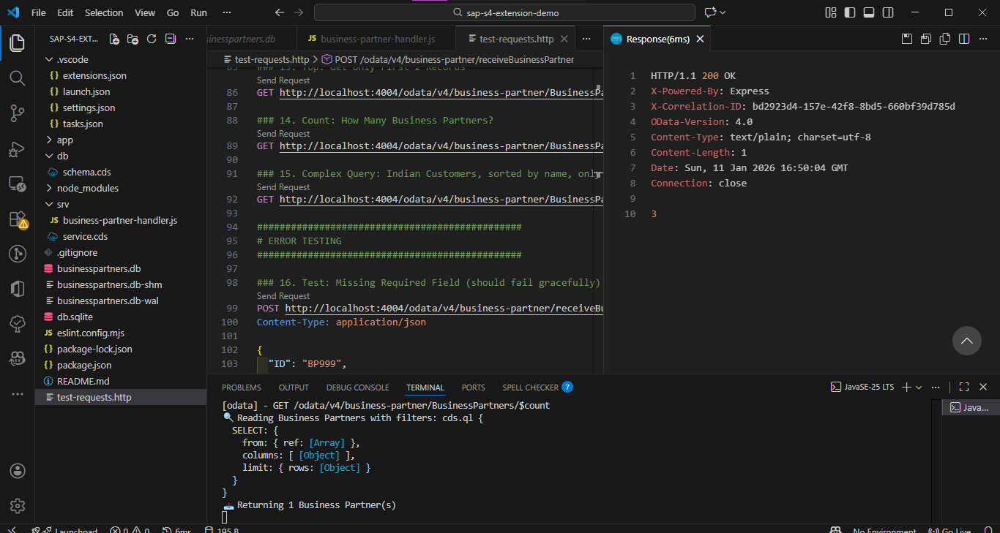 File Edit Selection View Go Run ··· sap-s4-extension-demo
SAP-S4-EXT...
.vscode
{} extensions.json
{} launch.json
{} settings.json
{} tasks.json
app
db
schema.cds
node_modules
srv
JS business-partner-handler.js
service.cds
.gitignore
businesspartners.db
businesspartners.db-shm
businesspartners.db-wal
db.sqlite
JS eslint.config.mjs
{} package-lock.json
{} package.json
README.md
test-requests.http
businesspartners.db JS business-partner-handler.js test-requests.http
test-requests.http > POST /odata/v4/business-partner/receiveBusinessPartner
85 ### 13. Top: Get Only First 2 Records
Send Request
86 GET http://localhost:4004/odata/v4/business-partner/BusinessPa
87
88 ### 14. Count: How Many Business Partners?
Send Request
89 GET http://localhost:4004/odata/v4/business-partner/BusinessPa
90
91 ### 15. Complex Query: Indian Customers, sorted by name, only
Send Request
92 GET http://localhost:4004/odata/v4/business-partner/BusinessPa
93
94 ###############################################
95 # ERROR TESTING
96 ###############################################
97
98 ### 16. Test: Missing Required Field (should fail gracefully)
Send Request
99 POST http://localhost:4004/odata/v4/business-partner/receiveBu
100 Content-Type: application/json
101
102 {
103 "ID": "BP999",
Response(6ms)
1 HTTP/1.1 200 OK
2 X-Powered-By: Express
3 X-Correlation-ID: bd2923d4-157e-42f8-8bd5-660bf39d785d
4 OData-Version: 4.0
5 Content-Type: text/plain; charset=utf-8
6 Content-Length: 1
7 Date: Sun, 11 Jan 2026 16:50:04 GMT
8 Connection: close
9
10 3
PROBLEMS OUTPUT DEBUG CONSOLE TERMINAL PORTS SPELL CHECKER 7 JavaSE-25 LTS
[odata] - GET /odata/v4/business-partner/BusinessPartners/$count
Reading Business Partners with filters: cds.ql {
SELECT: {
from: { ref: [Array] },
columns: [ [Object] ],
limit: { rows: [Object] }
}
}
Returning 1 Business Partner(s)
Java...
Launchpad 0 0 6ms 195 B No Environment Go Live